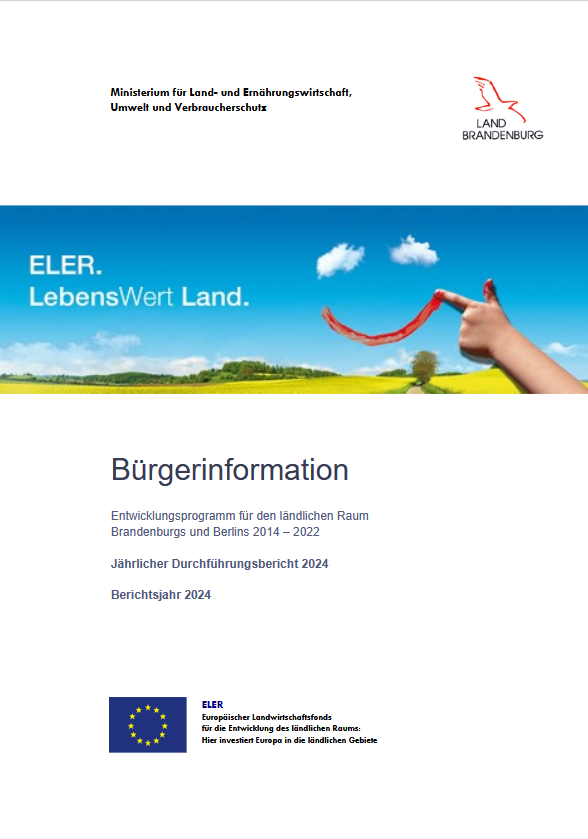 Ministerium für Land- und Ernährungswirtschaft,
Umwelt und Verbraucherschutz
LAND
BRANDENBURG
ELER.
LebensWert Land.
Bürgerinformation
Entwicklungsprogramm für den ländlichen Raum
Brandenburgs und Berlins 2014 – 2022
Jährlicher Durchführungsbericht 2024
Berichtsjahr 2024
ELER
Europäischer Landwirtschaftsfonds
für die Entwicklung des ländlichen Raums:
Hier investiert Europa in die ländlichen Gebiete